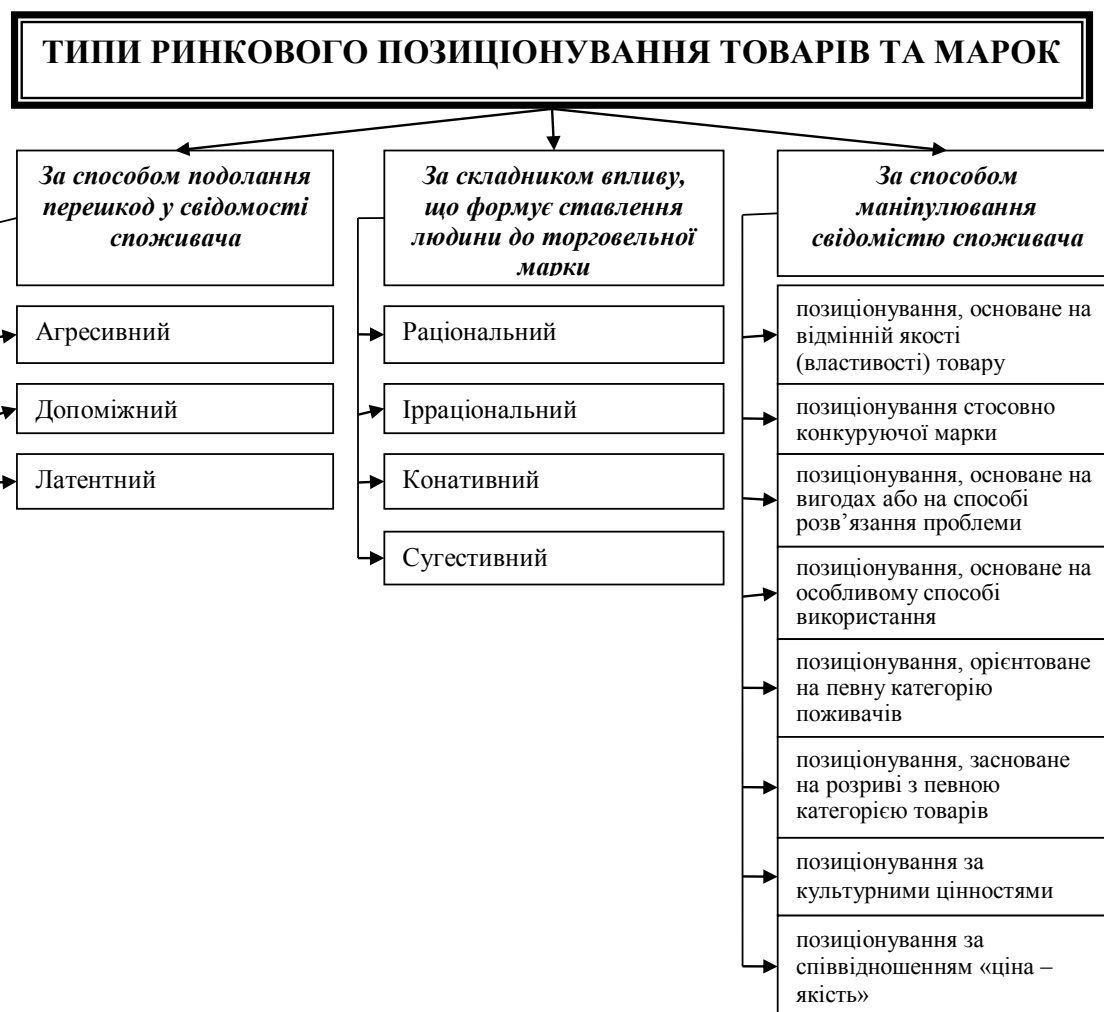 ТИПИ РИНКОВОГО ПОЗИЦІОНУВАННЯ ТОВАРІВ ТА МАРОК
За способом подолання
перешкод у свідомості
споживача
Агресивний
Допоміжний
Латентний
За складником впливу,
що формує ставлення
людини до торговельної
марки
Раціональний
Ірраціональний
Конативний
Сугестивний
За способом
маніпулювання
свідомістю споживача
позиціонування, основане на
відмінній якості
(властивості) товару
позиціонування стосовно
конкуруючої марки
позиціонування, основане на
вигодах або на способі
розв’язання проблеми
позиціонування, основане на
особливому способі
використання
позиціонування, орієнтоване
на певну категорію
поживачів
позиціонування, засноване
на розриві з певною
категорією товарів
позиціонування за
культурними цінностями
позиціонування за
співвідношенням «ціна –
якість»